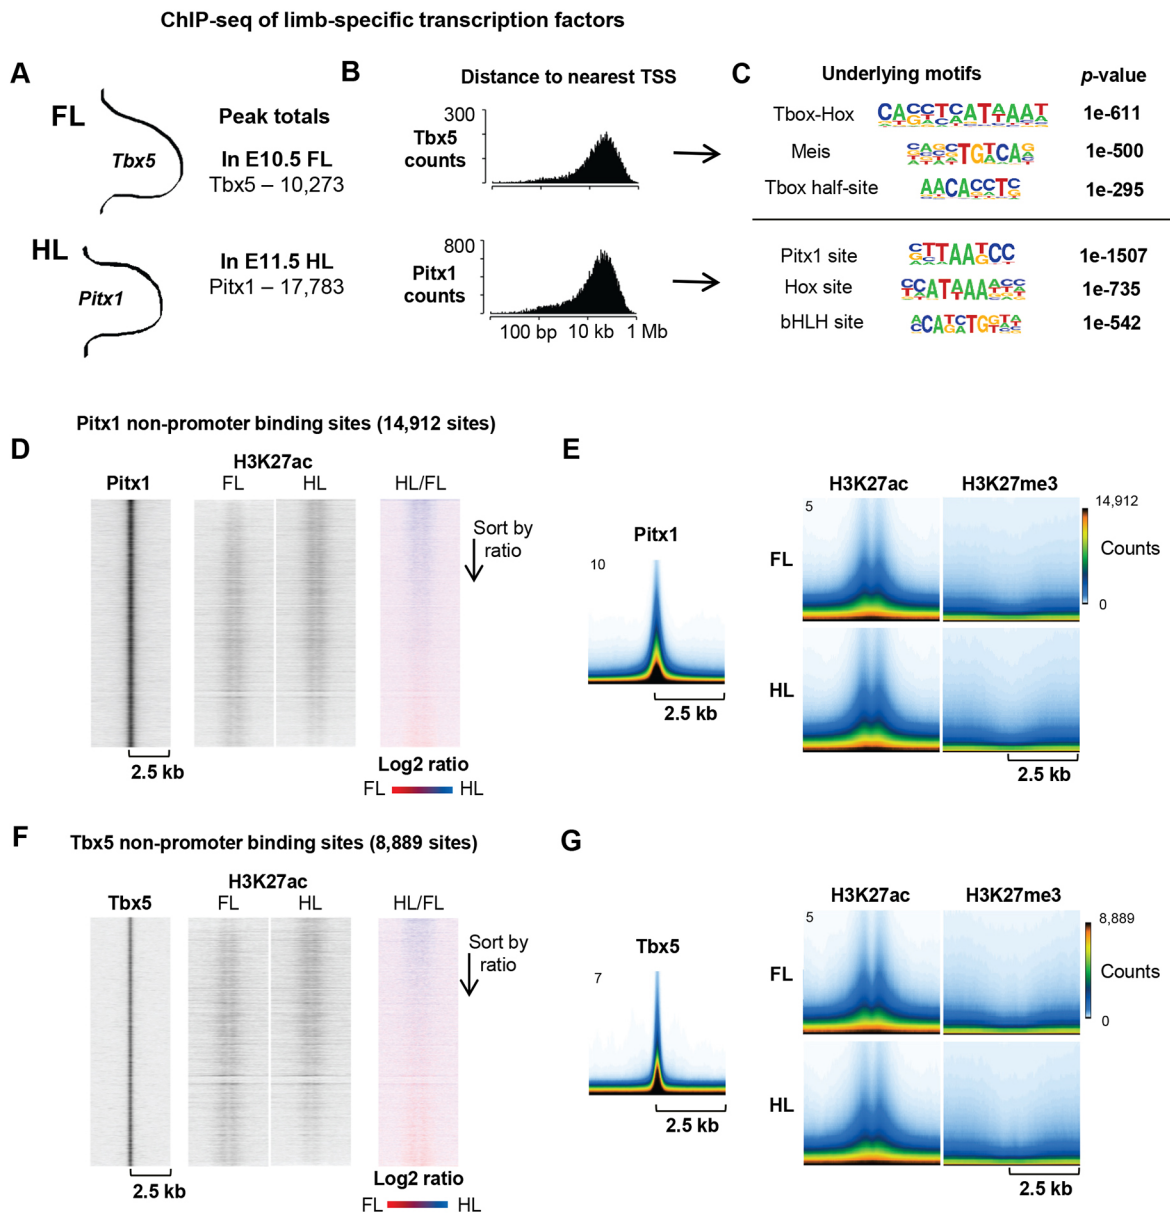 ChIP-seq of limb-specific transcription factors
A
FL
Tbx5
Peak totals
In E10.5 FL
Tbx5 – 10,273
HL
Pitx1
In E11.5 HL
Pitx1 – 17,783
B
Distance to nearest TSS
300
Tbx5
counts
800
Pitx1
counts
100 bp 10 kb 1 Mb
C
Underlying motifs p-value
Tbox-Hox 1e-611
Meis 1e-500
Tbox half-site 1e-295
Pitx1 site 1e-1507
Hox site 1e-735
bHLH site 1e-542
Pitx1 non-promoter binding sites (14,912 sites)
D
H3K27ac
Pitx1 FL HL HL/FL
Sort by
ratio
2.5 kb
Log2 ratio
FL HL
E
Pitx1
10
2.5 kb
H3K27ac H3K27me3
5
14,912
Counts
0
FL
HL
2.5 kb
F
Tbx5 non-promoter binding sites (8,889 sites)
H3K27ac
Tbx5 FL HL HL/FL
Sort by
ratio
2.5 kb
Log2 ratio
FL HL
G
Tbx5
7
2.5 kb
H3K27ac H3K27me3
5
8,889
Counts
0
FL
HL
2.5 kb